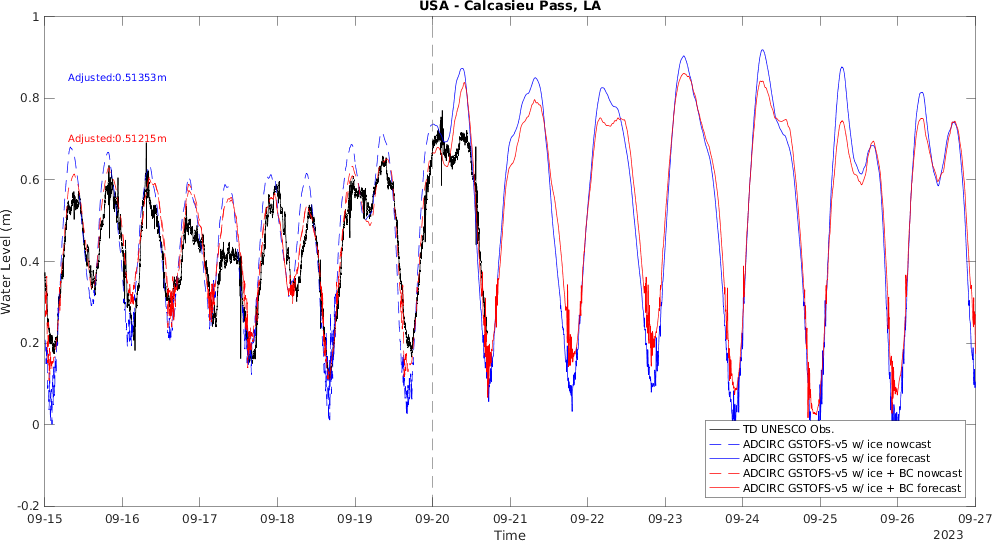 USA - Calcasieu Pass, LA
1
0.8
0.6
0.4
0.2
0
-0.2
Water Level (m)
Adjusted:0.51353m
Adjusted:0.51215m
TD UNESCO Obs.
ADCIRC GSTOFS-v5 w/ ice nowcast
ADCIRC GSTOFS-v5 w/ ice forecast
ADCIRC GSTOFS-v5 w/ ice + BC nowcast
ADCIRC GSTOFS-v5 w/ ice + BC forecast
09-15 09-16 09-17 09-18 09-19 09-20 09-21 09-22 09-23 09-24 09-25 09-26 09-27
Time
2023